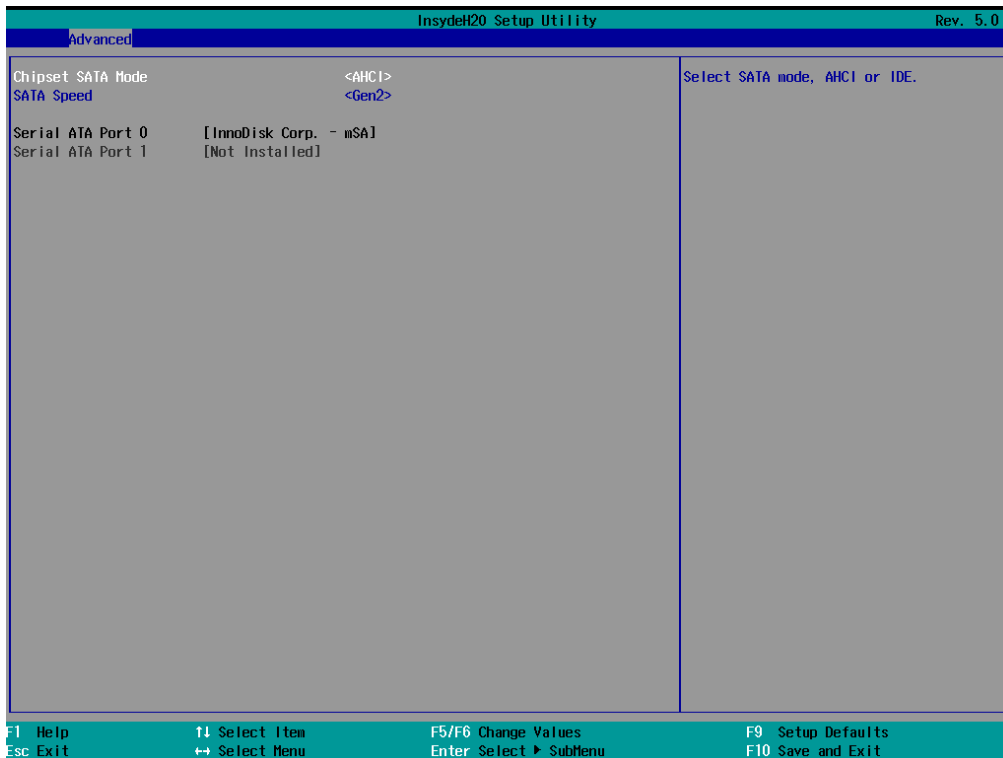 InsydeH20 Setup Utility Rev. 5.0
Advanced
Chipset SATA Mode <AHCI>
SATA Speed <Gen2>
Serial ATA Port 0 [InnoDisk Corp. - mSA]
Serial ATA Port 1 [Not Installed]
Select SATA mode, AHCI or IDE.
F1 Help ↑↓ Select Item F5/F6 Change Values F9 Setup Defaults
Esc Exit ↔ Select Menu Enter Select ▶ SubMenu F10 Save and Exit